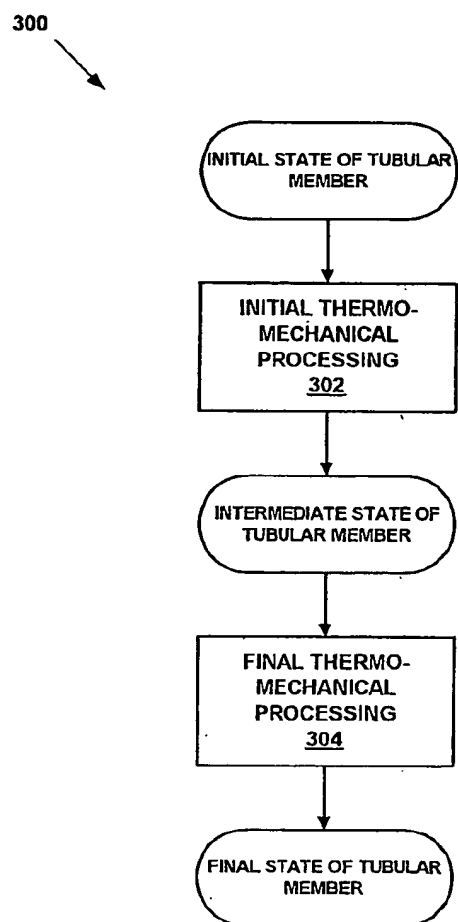 300
INITIAL STATE OF TUBULAR
MEMBER
INITIAL THERMO-
MECHANICAL
PROCESSING
302
INTERMEDIATE STATE OF
TUBULAR MEMBER
FINAL THERMO-
MECHANICAL
PROCESSING
304
FINAL STATE OF TUBULAR
MEMBER